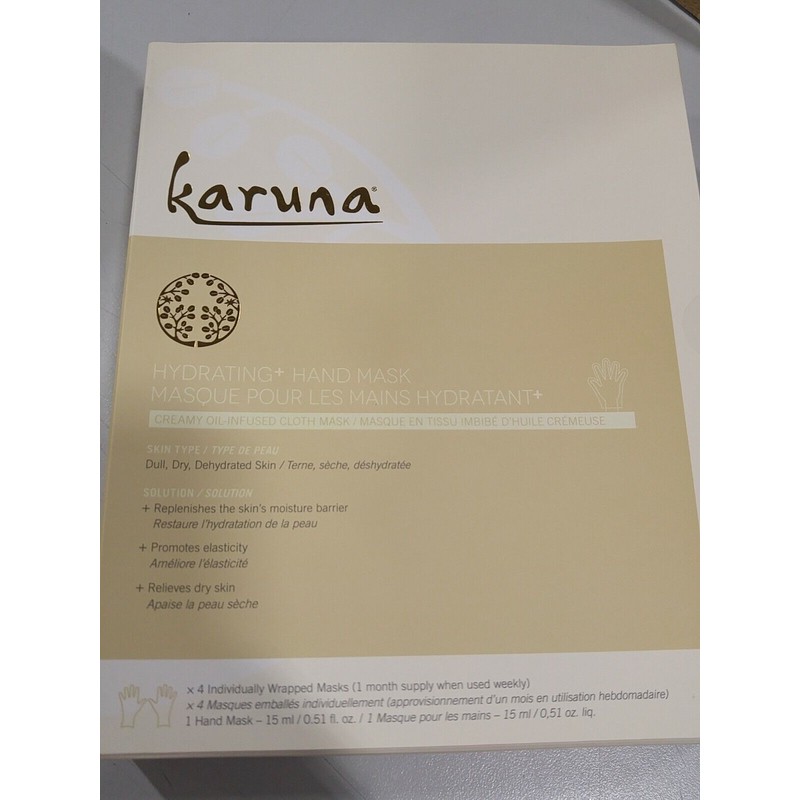 karuna®
HYDRATING+ HAND MASK
MASQUE POUR LES MAINS HYDRATANT+
CREAMY OIL-INFUSED CLOTH MASK / MASQUE EN TISSU IMBIBÉ D'HUILE CRÉMEUSE
SKIN TYPE / TYPE DE PEAU
Dull, Dry, Dehydrated Skin / Terne, sèche, déshydratée
SOLUTION / SOLUTION
+ Replenishes the skin's moisture barrier
Restaure l'hydratation de la peau
+ Promotes elasticity
Améliore l'élasticité
+ Relieves dry skin
Apaise la peau sèche
x 4 Individually Wrapped Masks (1 month supply when used weekly)
x 4 Masques emballés individuellement (approvisionnement d'un mois en utilisation hebdomadaire)
1 Hand Mask – 15 ml / 0.51 fl. oz. / 1 Masque pour les mains – 15 ml / 0,51 oz. liq.